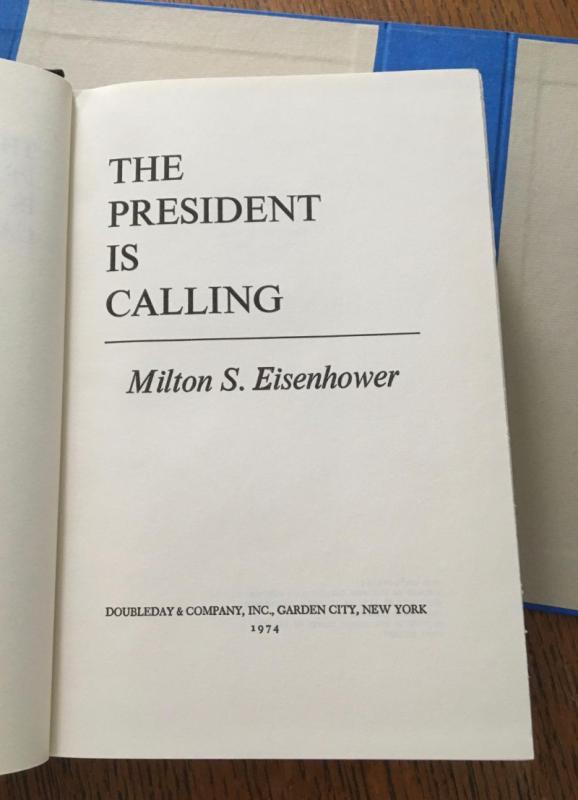 THE
PRESIDENT
IS
CALLING
Milton S. Eisenhower
DOUBLEDAY & COMPANY, INC., GARDEN CITY, NEW YORK
1974